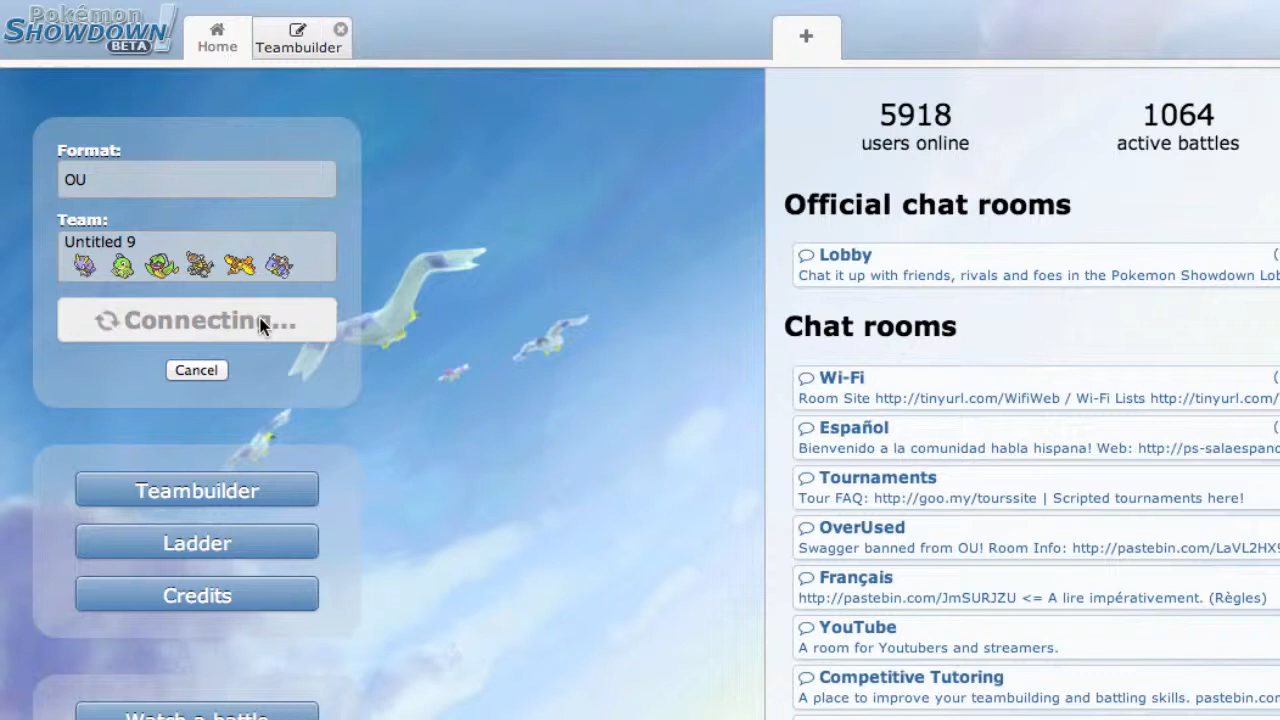 Pokémon
SHOWDOWN!
BETA
Home
Teambuilder
+
5918
users online
1064
active battles
Format:
OU
Team:
Untitled 9
Connecting...
Cancel
Teambuilder
Ladder
Credits
Watch a battle
Official chat rooms
Lobby
Chat it up with friends, rivals and foes in the Pokemon Showdown Lob
Chat rooms
Wi-Fi
Room Site http://tinyurl.com/WifiWeb / Wi-Fi Lists http://tinyurl.com/
Español
Bienvenido a la comunidad habla hispana! Web: http://ps-salaespano
Tournaments
Tour FAQ: http://goo.my/tourssite | Scripted tournaments here!
OverUsed
Swagger banned from OU! Room Info: http://pastebin.com/LaVL2HX9
Français
http://pastebin.com/JmSURJZU <= A lire impérativement. (Règles)
YouTube
A room for Youtubers and streamers.
Competitive Tutoring
A place to improve your teambuilding and battling skills. pastebin.com